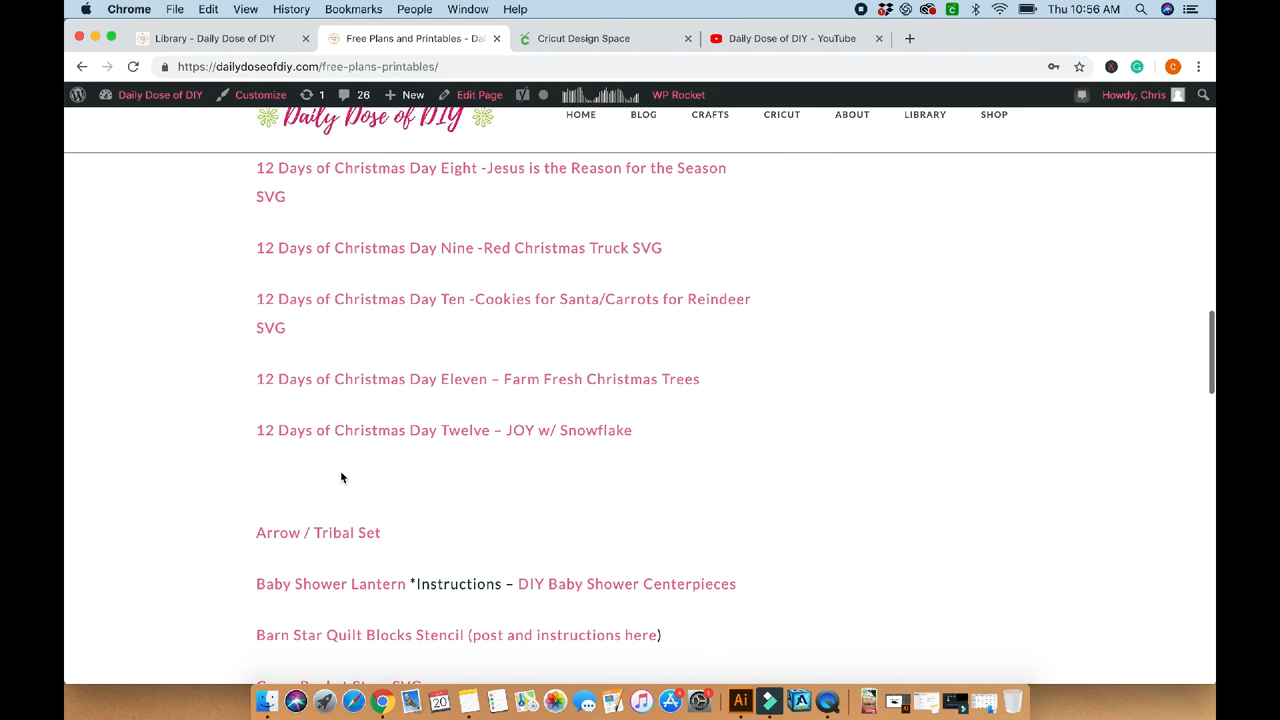 Chrome File Edit View History Bookmarks People Window Help Thu 10:56 AM
Library - Daily Dose of DIY Free Plans and Printables - Dai Cricut Design Space Daily Dose of DIY - YouTube
https://dailydoseofdiy.com/free-plans-printables/
Daily Dose of DIY Customize 1 26 New Edit Page WP Rocket Howdy, Chris
Daily Dose of DIY HOME BLOG CRAFTS CRICUT ABOUT LIBRARY SHOP
12 Days of Christmas Day Eight -Jesus is the Reason for the Season
SVG
12 Days of Christmas Day Nine -Red Christmas Truck SVG
12 Days of Christmas Day Ten -Cookies for Santa/Carrots for Reindeer
SVG
12 Days of Christmas Day Eleven – Farm Fresh Christmas Trees
12 Days of Christmas Day Twelve – JOY w/ Snowflake
Arrow / Tribal Set
Baby Shower Lantern *Instructions – DIY Baby Shower Centerpieces
Barn Star Quilt Blocks Stencil (post and instructions here)
20 Ai